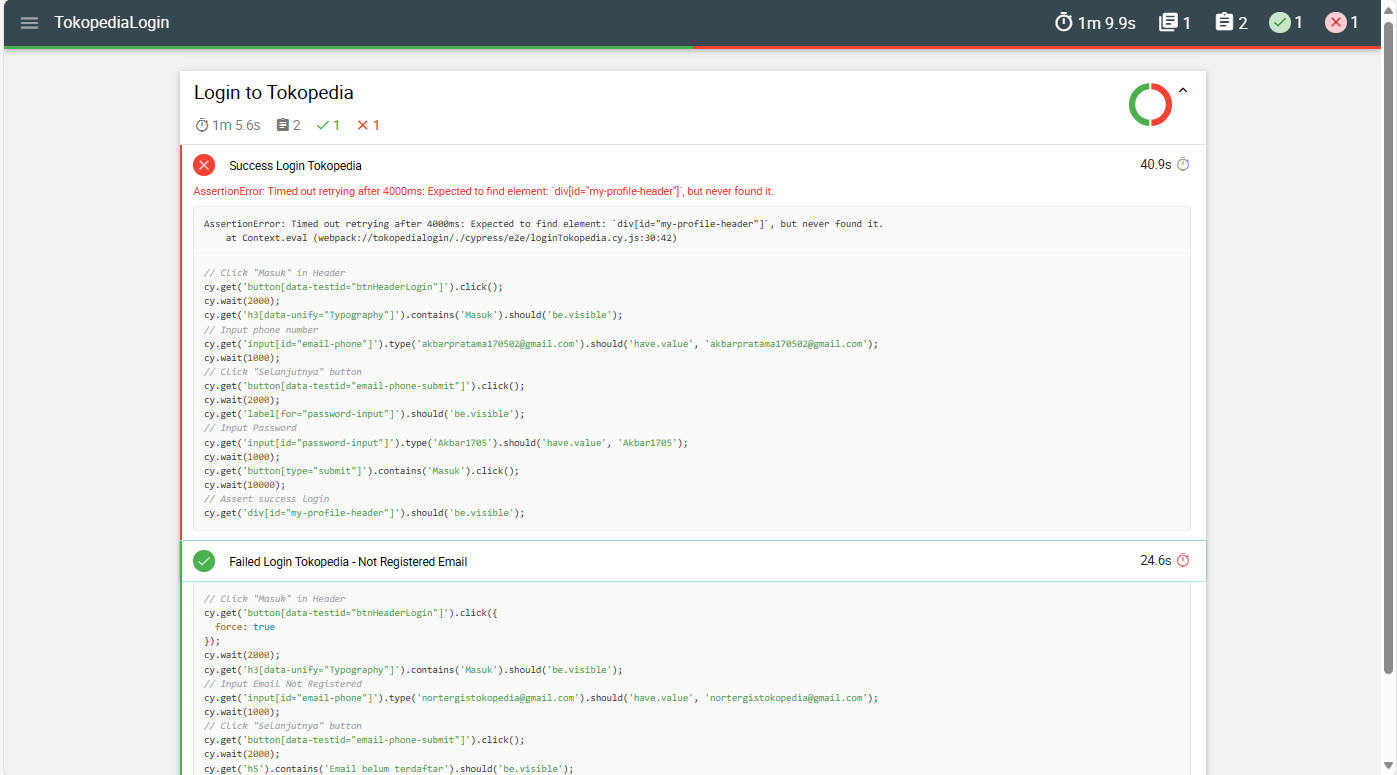 TokopediaLogin
1m 9.9s 1 2 1 1
Login to Tokopedia
1m 5.6s 2 1 1
Success Login Tokopedia 40.9s
AssertionError: Timed out retrying after 4000ms: Expected to find element: `div[id="my-profile-header"]`, but never found it.
AssertionError: Timed out retrying after 4000ms: Expected to find element: `div[id="my-profile-header"]`, but never found it.
at Context.eval (webpack://tokopedialogin/./cypress/e2e/loginTokopedia.cy.js:30:42)
// Click "Masuk" in Header
cy.get('button[data-testid="btnHeaderLogin"]').click();
cy.wait(2000);
cy.get('h3[data-unify="Typography"]').contains('Masuk').should('be.visible');
// Input phone number
cy.get('input[id="email-phone"]').type('akbarpratama170502@gmail.com').should('have.value', 'akbarpratama170502@gmail.com');
cy.wait(1000);
// Click "Selanjutnya" button
cy.get('button[data-testid="email-phone-submit"]').click();
cy.wait(2000);
cy.get('label[for="password-input"]').should('be.visible');
// Input Password
cy.get('input[id="password-input"]').type('Akbar1705').should('have.value', 'Akbar1705');
cy.wait(1000);
cy.get('button[type="submit"]').contains('Masuk').click();
cy.wait(10000);
// Assert success login
cy.get('div[id="my-profile-header"]').should('be.visible');
Failed Login Tokopedia - Not Registered Email 24.6s
// Click "Masuk" in Header
cy.get('button[data-testid="btnHeaderLogin"]').click({
force: true
});
cy.wait(2000);
cy.get('h3[data-unify="Typography"]').contains('Masuk').should('be.visible');
// Input Email Not Registered
cy.get('input[id="email-phone"]').type('nortergistokopedia@gmail.com').should('have.value', 'nortergistokopedia@gmail.com');
cy.wait(1000);
// Click "Selanjutnya" button
cy.get('button[data-testid="email-phone-submit"]').click();
cy.wait(2000);
cy.get('h5').contains('Email belum terdaftar').should('be.visible');